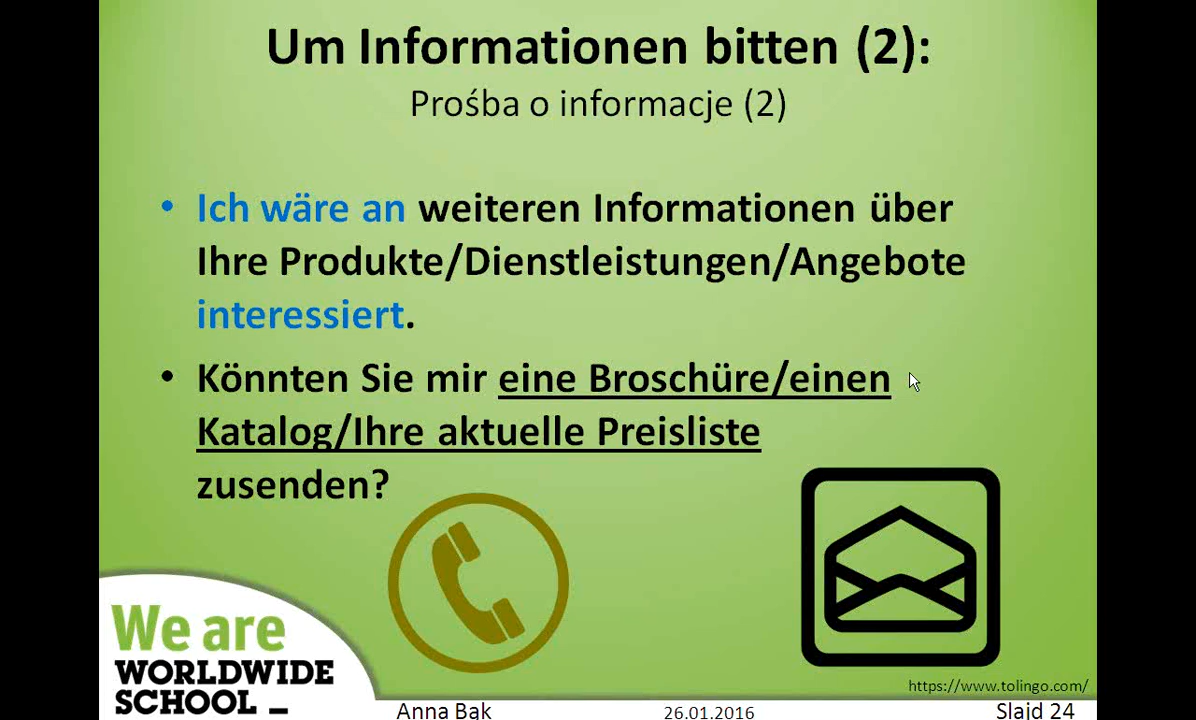 Um Informationen bitten (2):
Prośba o informacje (2)
• Ich wäre an weiteren Informationen über
Ihre Produkte/Dienstleistungen/Angebote
interessiert.
• Könnten Sie mir eine Broschüre/einen
Katalog/Ihre aktuelle Preisliste
zusenden?
We are
WORLDWIDE
SCHOOL _
https://www.tolingo.com/
Anna Bąk
26.01.2016
Slajd 24